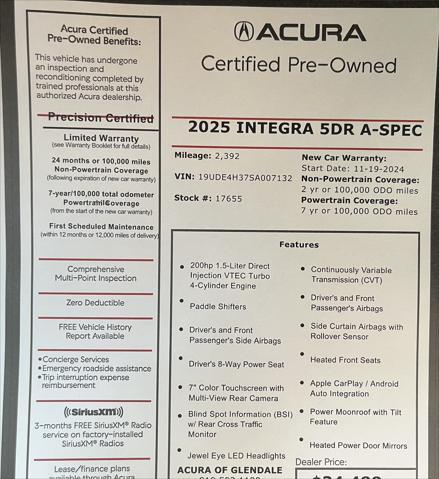 Acura Certified
Pre-Owned Benefits:
This vehicle has undergone
an inspection and
reconditioning completed by
trained professionals at this
authorized Acura dealership.
Precision Certified
Limited Warranty
(see Warranty Booklet for full details)
24 months or 100,000 miles
Non-Powertrain Coverage
(following expiration of new car warranty)
7-year/100,000 total odometer
Powertrain Coverage
(from the start of the new car warranty)
First Scheduled Maintenance
(within 12 months or 12,000 miles of delivery)
Comprehensive
Multi-Point Inspection
Zero Deductible
FREE Vehicle History
Report Available
•Concierge Services
•Emergency roadside assistance
•Trip interruption expense
reimbursement
((SiriusXM))
3-months FREE SiriusXM® Radio
service on factory-installed
SiriusXM® Radios
Lease/finance plans
available through Acura
ACURA
Certified Pre-Owned
2025 INTEGRA 5DR A-SPEC
Mileage: 2,392
VIN: 19UDE4H37SA007132
Stock #: 17655
New Car Warranty:
Start Date: 11-19-2024
Non-Powertrain Coverage:
2 yr or 100,000 ODO miles
Powertrain Coverage:
7 yr or 100,000 ODO miles
Features
• 200hp 1.5-Liter Direct
Injection VTEC Turbo
4-Cylinder Engine
• Paddle Shifters
• Driver's and Front
Passenger's Side Airbags
• Driver's 8-Way Power Seat
• 7" Color Touchscreen with
Multi-View Rear Camera
• Blind Spot Information (BSI)
w/ Rear Cross Traffic
Monitor
• Jewel Eye LED Headlights
• Continuously Variable
Transmission (CVT)
• Driver's and Front
Passenger's Airbags
• Side Curtain Airbags with
Rollover Sensor
• Heated Front Seats
• Apple CarPlay / Android
Auto Integration
• Power Moonroof with Tilt
Feature
• Heated Power Door Mirrors
ACURA OF GLENDALE
Dealer Price: